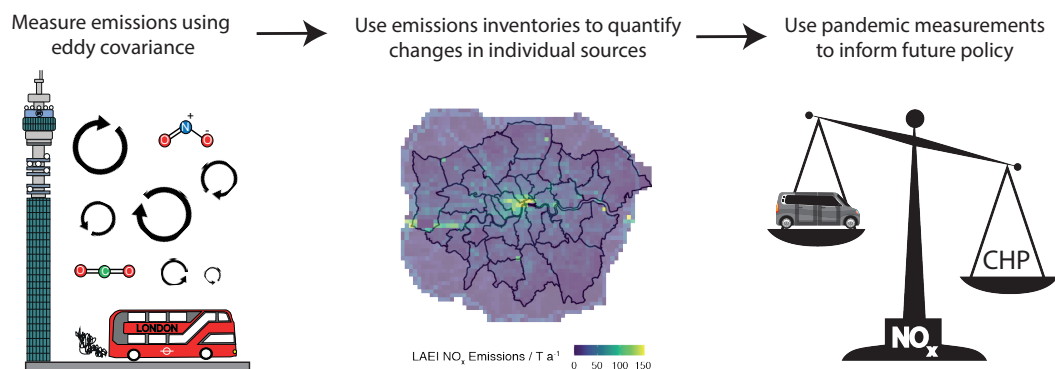 Measure emissions using
eddy covariance
Use emissions inventories to quantify
changes in individual sources
Use pandemic measurements
to inform future policy
+
N
O
O
-
O
C
O
LONDON
LAEI NOx Emissions / T a-1
0 50 100 150
CHP
NOx